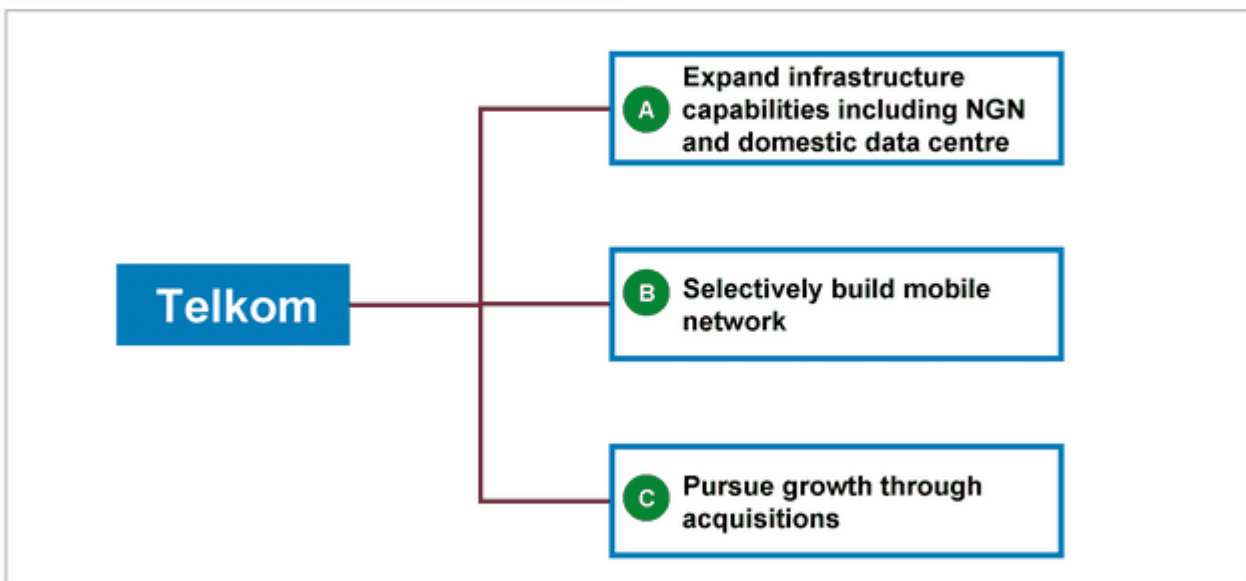 Telkom
A
Expand infrastructure
capabilities including NGN
and domestic data centre
B
Selectively build mobile
network
C
Pursue growth through
acquisitions